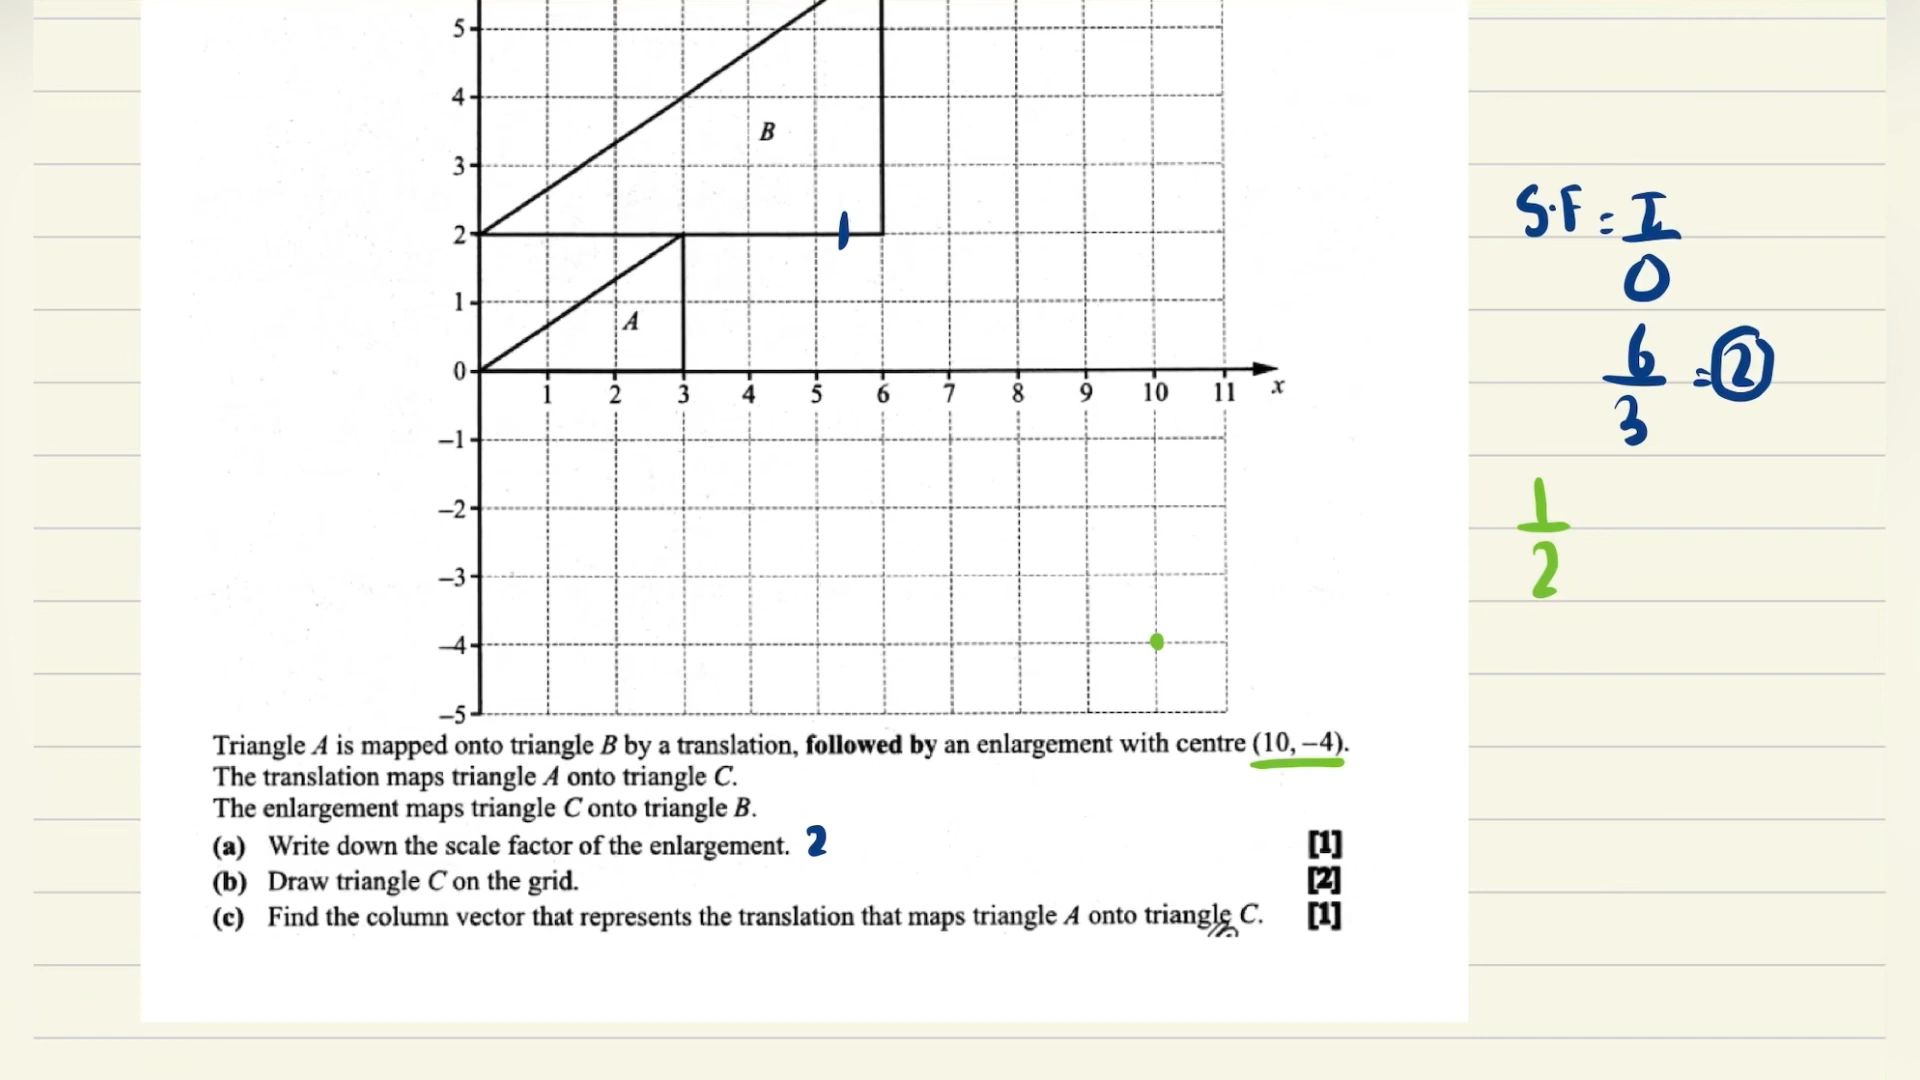 5
4
B
3
2
1
A
0
1 2 3 4 5 6 7 8 9 10 11 x
–1
–2
–3
–4
–5
S.F = I
O
6
3
= 2
1
2
Triangle A is mapped onto triangle B by a translation, followed by an enlargement with centre (10, –4).
The translation maps triangle A onto triangle C.
The enlargement maps triangle C onto triangle B.
(a) Write down the scale factor of the enlargement. 2 [1]
(b) Draw triangle C on the grid. [2]
(c) Find the column vector that represents the translation that maps triangle A onto triangle C. [1]